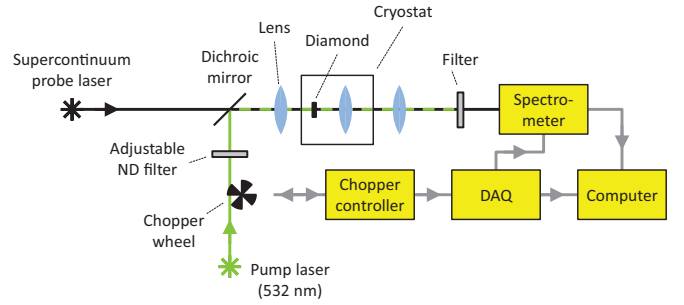 Supercontinuum
probe laser
Dichroic
mirror
Lens
Diamond
Cryostat
Filter
Spectro-
meter
Adjustable
ND filter
Chopper
wheel
Chopper
controller
DAQ
Computer
Pump laser
(532 nm)